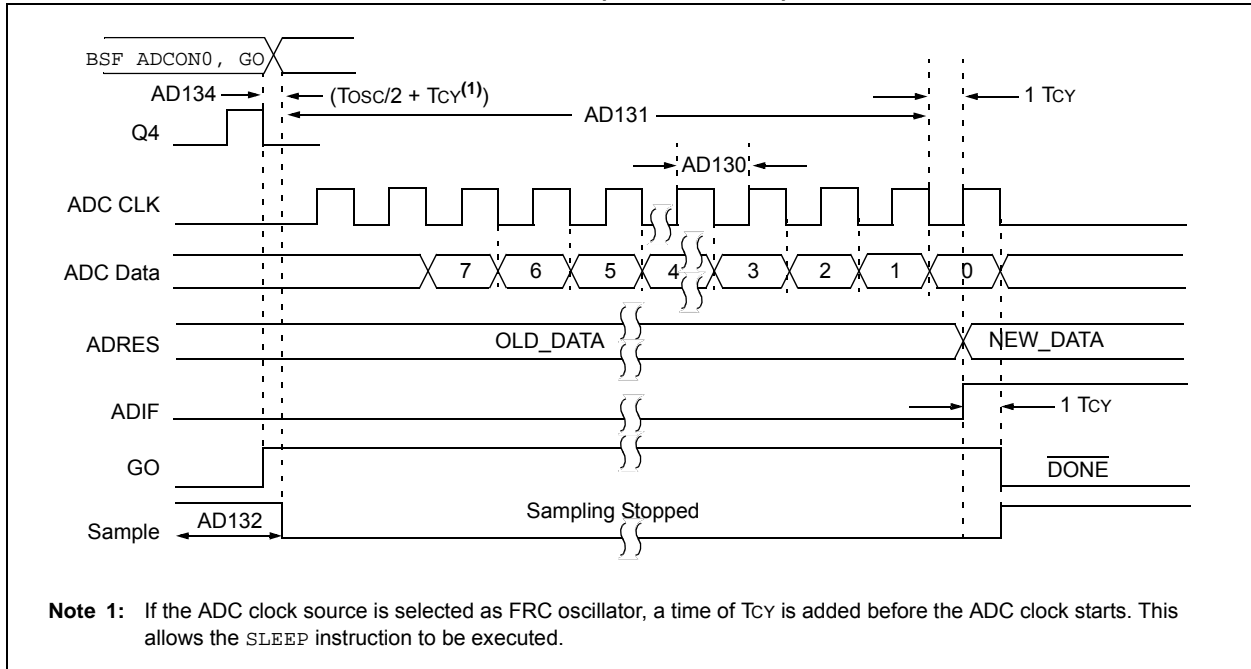 BSF ADCON0, GO
AD134
(TOSC/2 + TCY(1))
1 TCY
AD131
Q4
AD130
ADC CLK
ADC Data
7 6 5 4 3 2 1 0
ADRES
OLD_DATA
NEW_DATA
ADIF
1 TCY
GO
DONE
Sample
AD132
Sampling Stopped
Note 1: If the ADC clock source is selected as FRC oscillator, a time of TCY is added before the ADC clock starts. This
allows the SLEEP instruction to be executed.